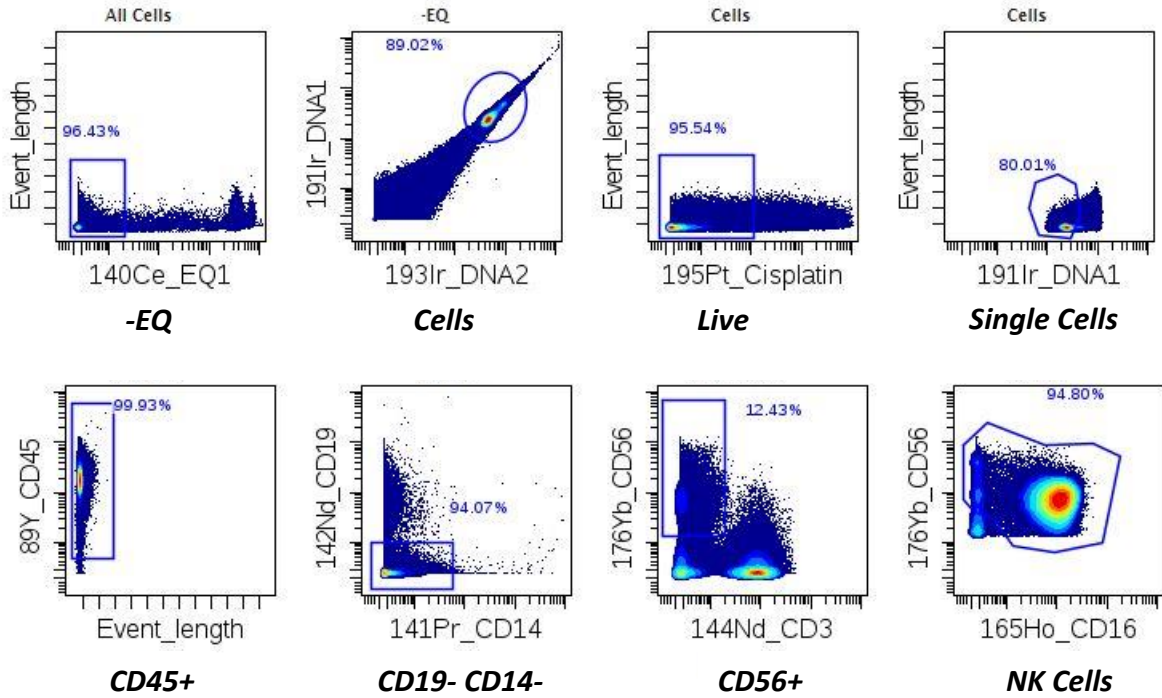 All Cells
96.43%
Event_length
140Ce_EQ1
-EQ
-EQ
89.02%
191Ir_DNA1
193Ir_DNA2
Cells
Cells
95.54%
Event_length
195Pt_Cisplatin
Live
Cells
80.01%
Event_length
191Ir_DNA1
Single Cells
99.93%
89Y_CD45
Event_length
CD45+
94.07%
142Nd_CD19
141Pr_CD14
CD19- CD14-
12.43%
176Yb_CD56
144Nd_CD3
CD56+
94.80%
176Yb_CD56
165Ho_CD16
NK Cells